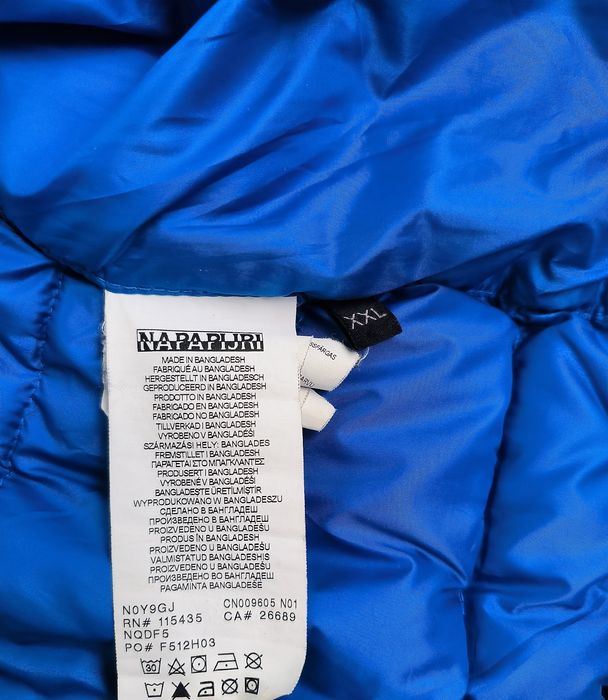 XXL
NAPAPIJRI
MADE IN BANGLADESH
FABRIQUÉ AU BANGLADESH
HERGESTELLT IN BANGLADESCH
GEPRODUCEERD IN BANGLADESH
PRODOTTO IN BANGLADESH
FABRICADO EN BANGLADESH
FABRICADO NO BANGLADESH
TILLVERKAD I BANGLADESH
VYROBENO V BANGLADÉŠI
SZÁRMAZÁSI HELY: BANGLADES
FREMSTILLET I BANGLADESH
ΠΑΡΑΓΕΤΑΙ ΣΤΟ ΜΠΑΓΚΛΑΝΤΕΣ
PRODUSERT I BANGLADESH
VYROBENÉ V BANGLADÉŠI
BANGLADEŞTE ÜRETİLMİŞTİR
WYPRODUKOWANO W BANGLADESZU
СДЕЛАНО В БАНГЛАДЕШ
ПРОИЗВЕДЕНО В БАНГЛАДЕШ
PROIZVEDENO U BANGLADEŠU
PRODUS ÎN BANGLADESH
PROIZVEDENO U BANGLADEŠU
VALMISTATUD BANGLADESHIS
PROIZVEDENO V BANGLADEŠU
ПРОИЗВЕДЕНО В БАНГЛАДЕШ
PAGAMINTA BANGLADEŠE
N0Y9GJ CN009605 N01
RN# 115435 CA# 26689
NQDF5
PO# F512H03
30